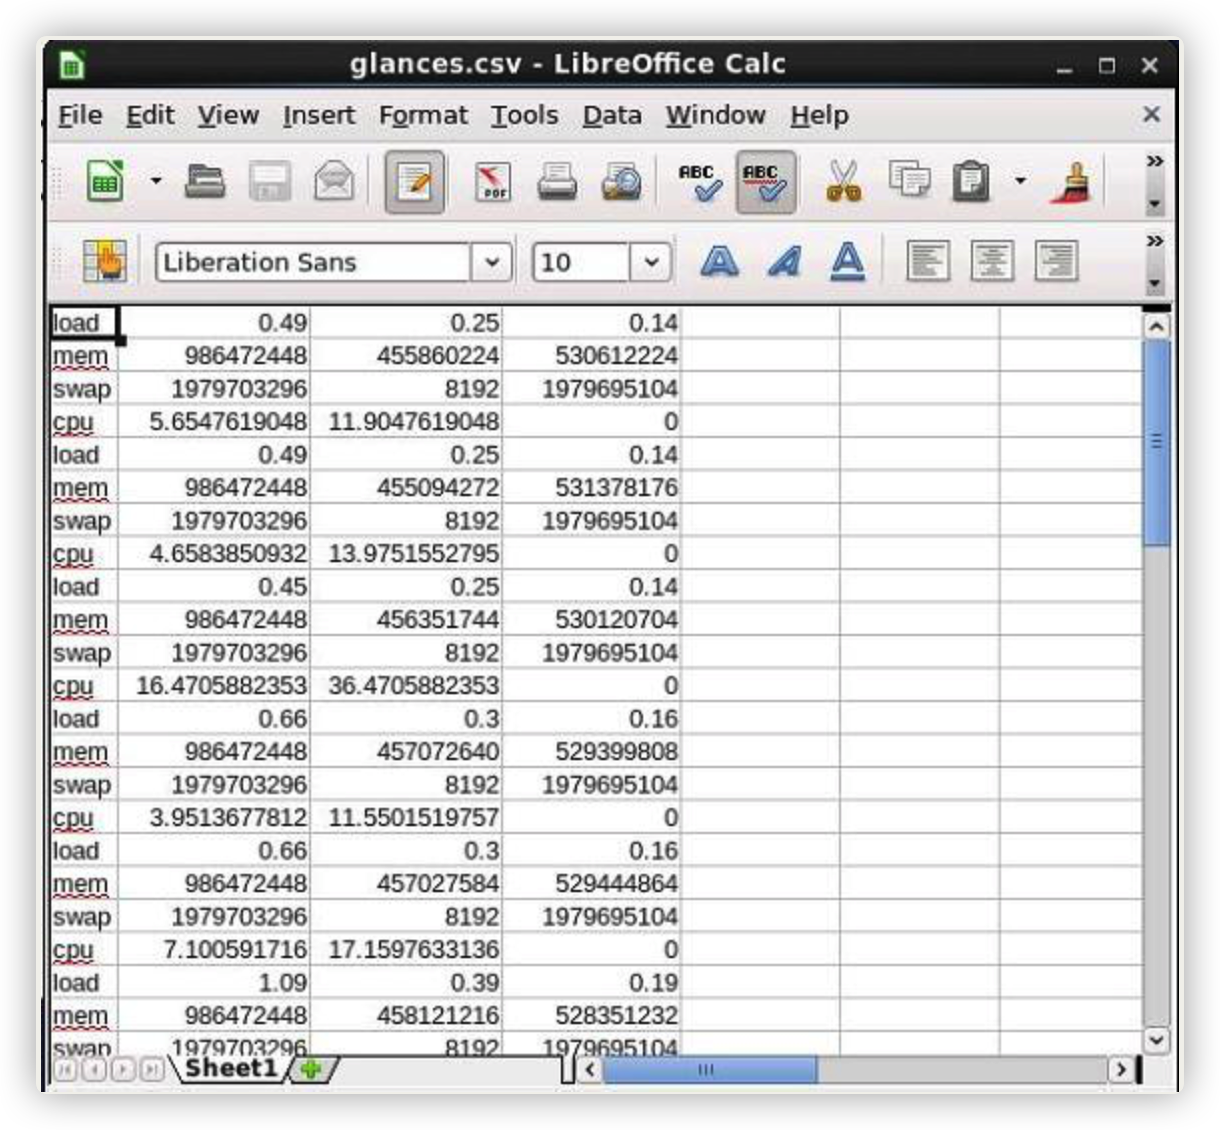 glances.csv - LibreOffice Calc
File Edit View Insert Format Tools Data Window Help
PDF ABC ABC
Liberation Sans 10
load 0.49 0.25 0.14
mem 986472448 455860224 530612224
swap 1979703296 8192 1979695104
cpu 5.6547619048 11.9047619048 0
load 0.49 0.25 0.14
mem 986472448 455094272 531378176
swap 1979703296 8192 1979695104
cpu 4.6583850932 13.9751552795 0
load 0.45 0.25 0.14
mem 986472448 456351744 530120704
swap 1979703296 8192 1979695104
cpu 16.4705882353 36.4705882353 0
load 0.66 0.3 0.16
mem 986472448 457072640 529399808
swap 1979703296 8192 1979695104
cpu 3.9513677812 11.5501519757 0
load 0.66 0.3 0.16
mem 986472448 457027584 529444864
swap 1979703296 8192 1979695104
cpu 7.100591716 17.1597633136 0
load 1.09 0.39 0.19
mem 986472448 458121216 528351232
swap 1979703296 8192 1979695104
Sheet1